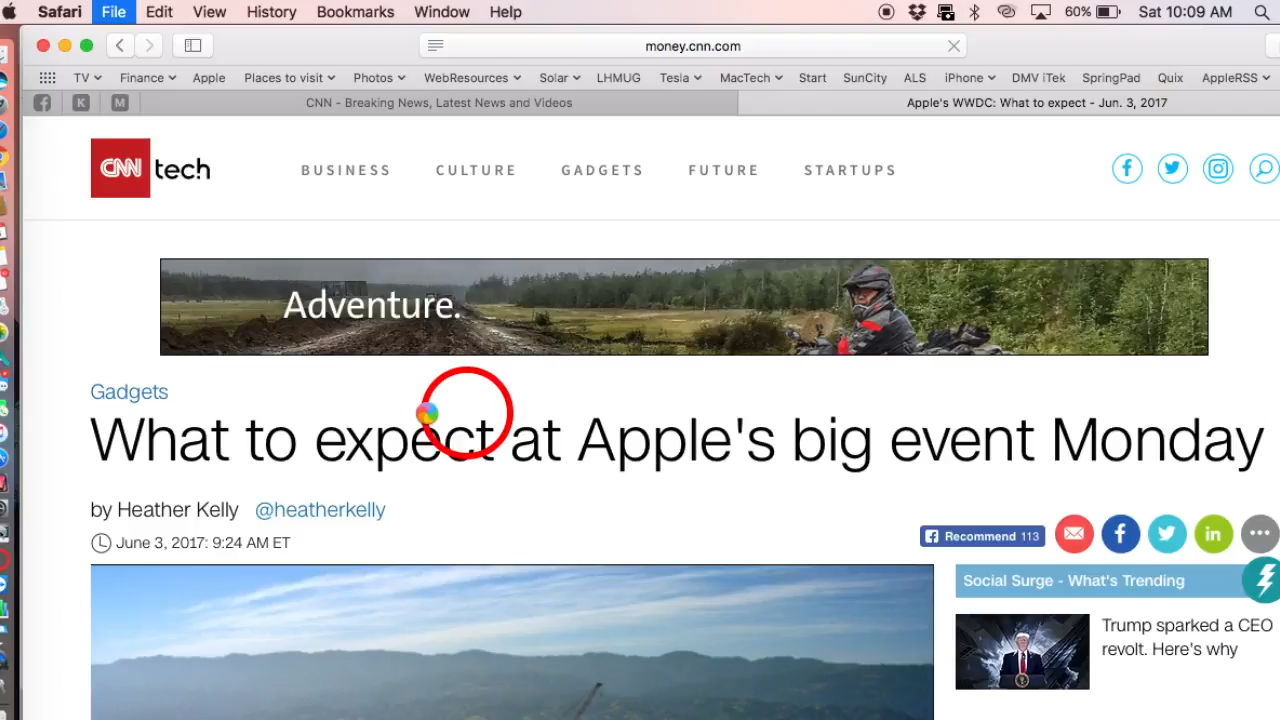 Safari File Edit View History Bookmarks Window Help 60% Sat 10:09 AM
money.cnn.com
TV Finance Apple Places to visit Photos WebResources Solar LHMUG Tesla MacTech Start SunCity ALS iPhone DMV iTek SpringPad Quix AppleRSS
K M CNN - Breaking News, Latest News and Videos Apple's WWDC: What to expect - Jun. 3, 2017
CNN tech BUSINESS CULTURE GADGETS FUTURE STARTUPS
Adventure.
Gadgets
What to expect at Apple's big event Monday
by Heather Kelly @heatherkelly
June 3, 2017: 9:24 AM ET
Recommend 113
Social Surge - What's Trending
Trump sparked a CEO
revolt. Here's why